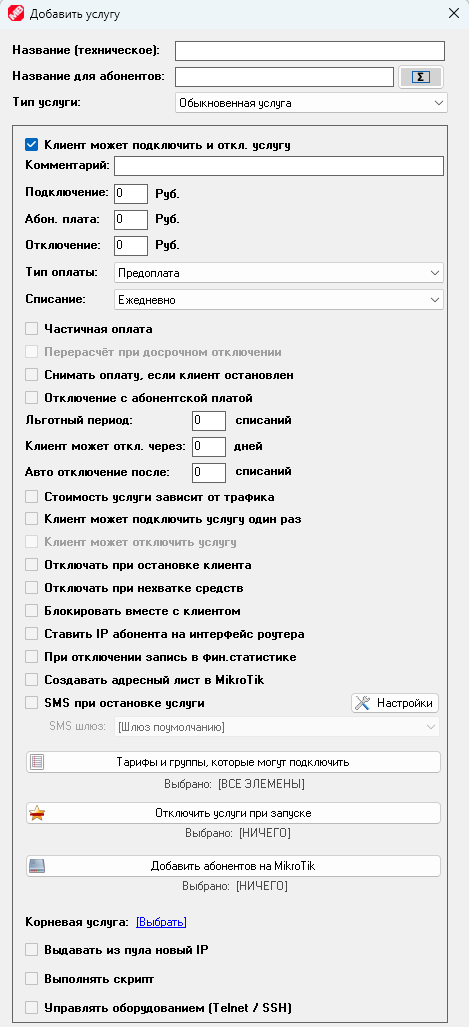 Добавить услугу
Название (техническое):
Название для абонентов:
Σ
Тип услуги: Обыкновенная услуга
Клиент может подключить и откл. услугу
Комментарий:
Подключение: 0 Руб.
Абон. плата: 0 Руб.
Отключение: 0 Руб.
Тип оплаты: Предоплата
Списание: Ежедневно
Частичная оплата
Перерасчёт при досрочном отключении
Снимать оплату, если клиент остановлен
Отключение с абонентской платой
Льготный период: 0 списаний
Клиент может откл. через: 0 дней
Авто отключение после: 0 списаний
Стоимость услуги зависит от трафика
Клиент может подключить услугу один раз
Клиент может отключить услугу
Отключать при остановке клиента
Отключать при нехватке средств
Блокировать вместе с клиентом
Ставить IP абонента на интерфейс роутера
При отключении запись в фин.статистике
Создавать адресный лист в MikroTik
SMS при остановке услуги Настройки
SMS шлюз: [Шлюз поумолчанию]
Тарифы и группы, которые могут подключить
Выбрано: [ВСЕ ЭЛЕМЕНЫ]
Отключить услуги при запуске
Выбрано: [НИЧЕГО]
Добавить абонентов на MikroTik
Выбрано: [НИЧЕГО]
Корневая услуга: [Выбрать]
Выдавать из пула новый IP
Выполнять скрипт
Управлять оборудованием (Telnet / SSH)